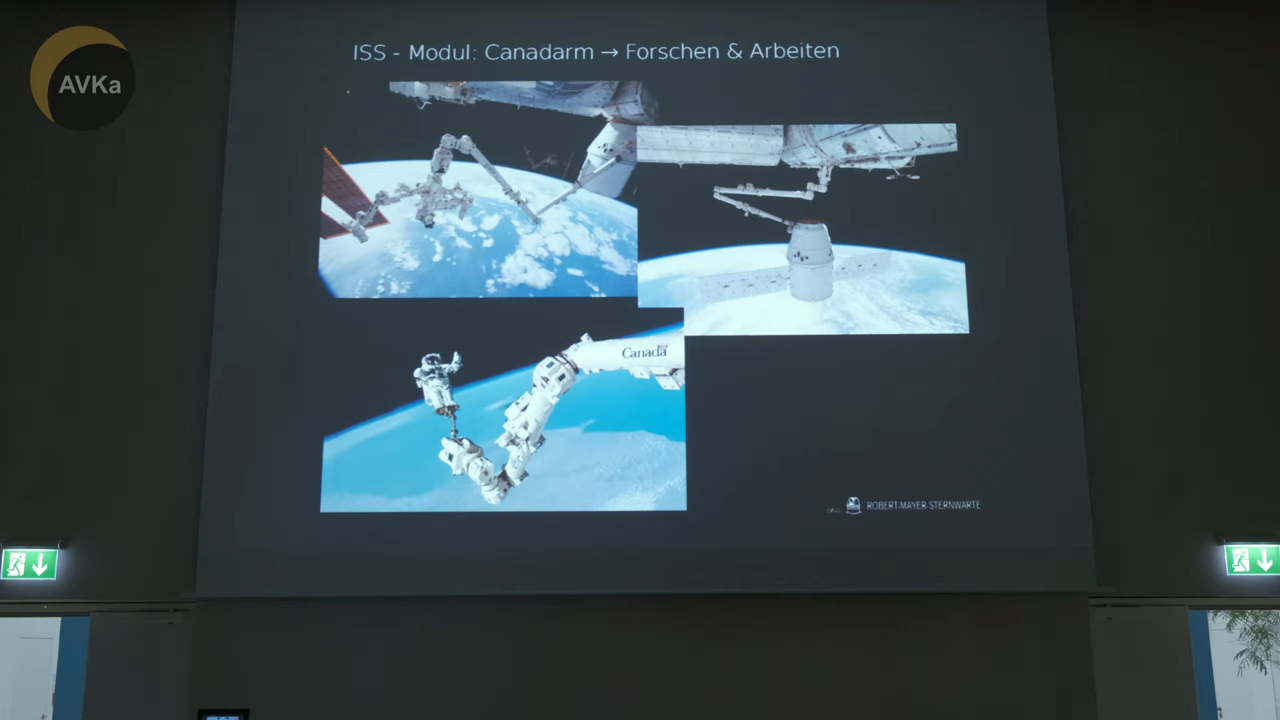 AVKa
ISS - Modul: Canadarm → Forschen & Arbeiten
Canada
ROBERT-MAYER-STERNWARTE